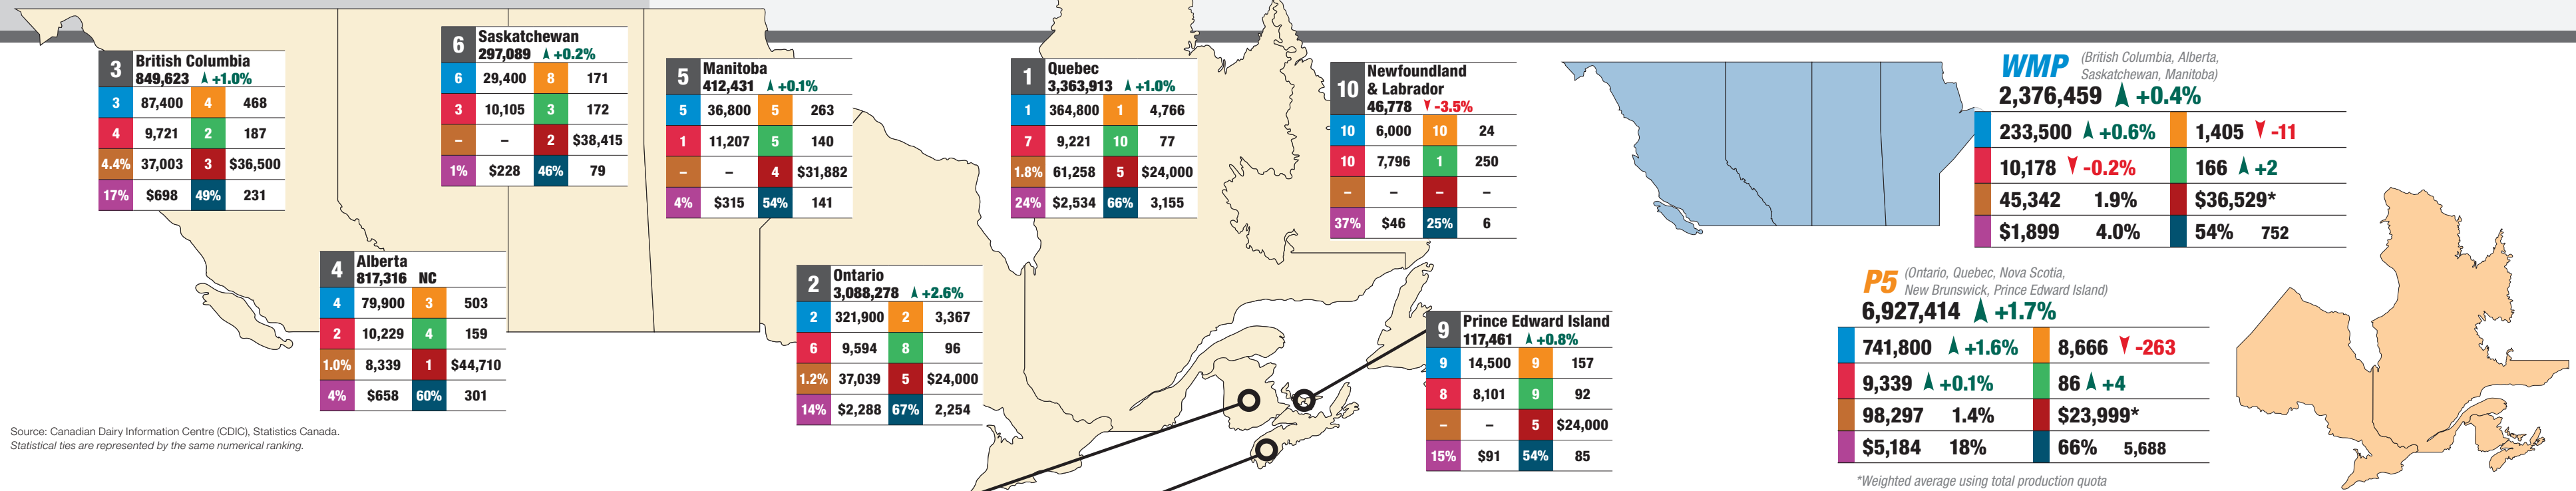 3 British Columbia
849,623 ▲ +1.0%
3 87,400 4 468
4 9,721 2 187
4.4% 37,003 3 $36,500
17% $698 49% 231
6 Saskatchewan
297,089 ▲ +0.2%
6 29,400 8 171
3 10,105 3 172
– – 2 $38,415
1% $228 46% 79
5 Manitoba
412,431 ▲ +0.1%
5 36,800 5 263
1 11,207 5 140
– – 4 $31,882
4% $315 54% 141
1 Quebec
3,363,913 ▲ +1.0%
1 364,800 1 4,766
7 9,221 10 77
1.8% 61,258 5 $24,000
24% $2,534 66% 3,155
10 Newfoundland
& Labrador
46,778 ▼ -3.5%
10 6,000 10 24
10 7,796 1 250
– – – –
37% $46 25% 6
4 Alberta
817,316 NC
4 79,900 3 503
2 10,229 4 159
1.0% 8,339 1 $44,710
4% $658 60% 301
2 Ontario
3,088,278 ▲ +2.6%
2 321,900 2 3,367
6 9,594 8 96
1.2% 37,039 5 $24,000
14% $2,288 67% 2,254
9 Prince Edward Island
117,461 ▲ +0.8%
9 14,500 9 157
8 8,101 9 92
– – 5 $24,000
15% $91 54% 85
WMP (British Columbia, Alberta,
Saskatchewan, Manitoba)
2,376,459 ▲ +0.4%
233,500 ▲ +0.6% 1,405 ▼ -11
10,178 ▼ -0.2% 166 ▲ +2
45,342 1.9% $36,529*
$1,899 4.0% 54% 752
P5 (Ontario, Quebec, Nova Scotia,
New Brunswick, Prince Edward Island)
6,927,414 ▲ +1.7%
741,800 ▲ +1.6% 8,666 ▼ -263
9,339 ▲ +0.1% 86 ▲ +4
98,297 1.4% $23,999*
$5,184 18% 66% 5,688
*Weighted average using total production quota
Source: Canadian Dairy Information Centre (CDIC), Statistics Canada.
Statistical ties are represented by the same numerical ranking.